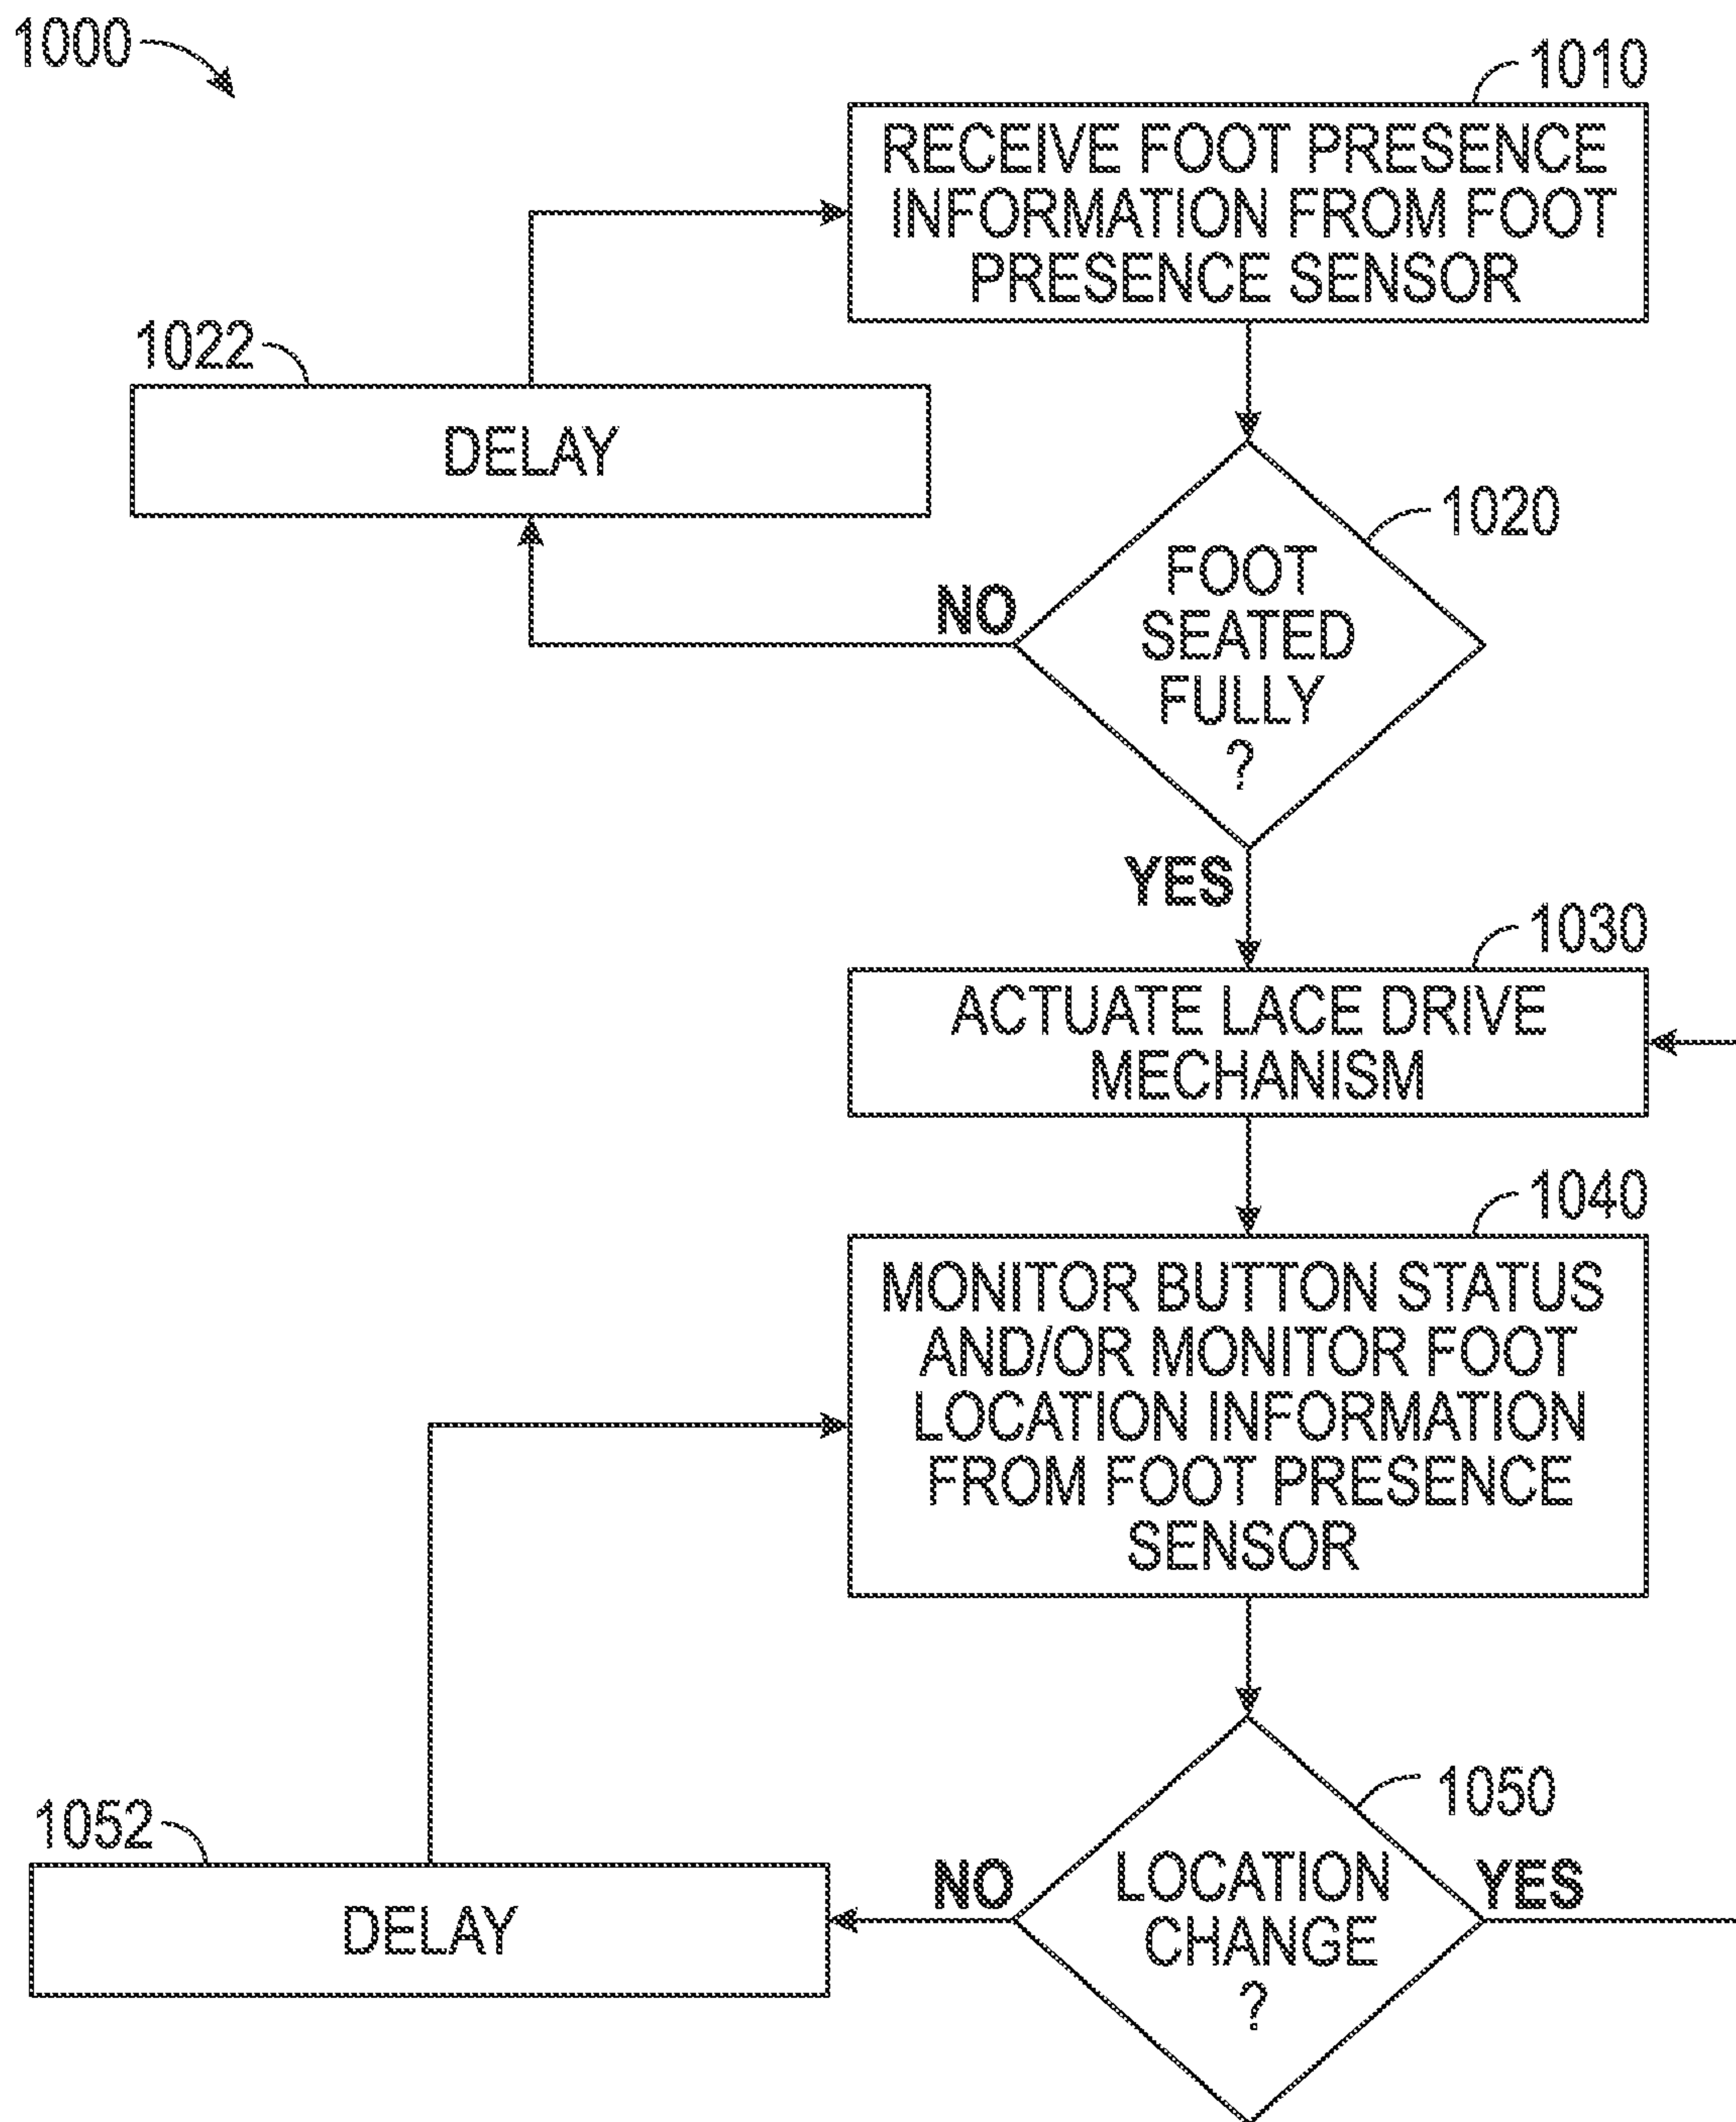 1000
1010
RECEIVE FOOT PRESENCE
INFORMATION FROM FOOT
PRESENCE SENSOR
1022
DELAY
1020
FOOT
SEATED
FULLY
?
NO
YES
1030
ACTUATE LACE DRIVE
MECHANISM
1040
MONITOR BUTTON STATUS
AND/OR MONITOR FOOT
LOCATION INFORMATION
FROM FOOT PRESENCE
SENSOR
1050
1052
DELAY
NO
LOCATION
CHANGE
?
YES